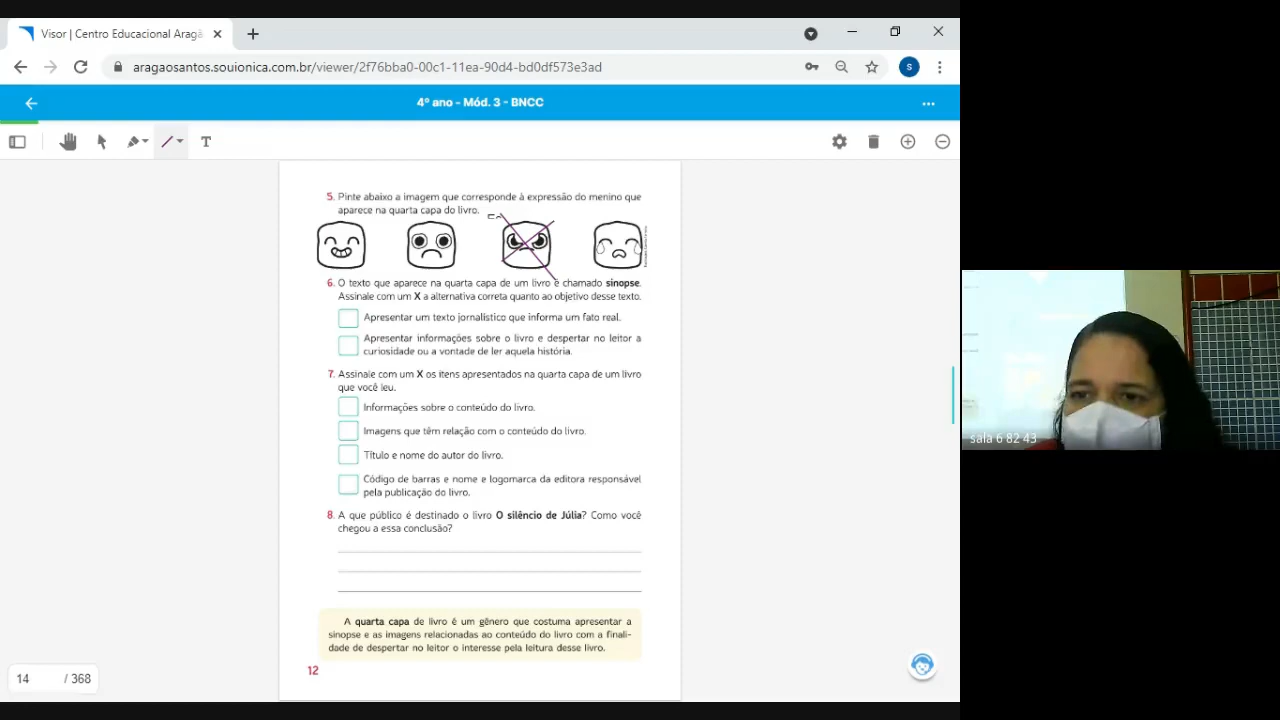 Visor | Centro Educacional Aragã
aragaosantos.souionica.com.br/viewer/2f76bba0-00c1-11ea-90d4-bd0df573e3ad
s
4º ano - Mód. 3 - BNCC
T
5. Pinte abaixo a imagem que corresponde à expressão do menino que
aparece na quarta capa do livro.
6. O texto que aparece na quarta capa de um livro é chamado sinopse.
Assinale com um X a alternativa correta quanto ao objetivo desse texto.
Apresentar um texto jornalístico que informa um fato real.
Apresentar informações sobre o livro e despertar no leitor a
curiosidade ou a vontade de ler aquela história.
7. Assinale com um X os itens apresentados na quarta capa de um livro
que você leu.
Informações sobre o conteúdo do livro.
Imagens que têm relação com o conteúdo do livro.
Título e nome do autor do livro.
Código de barras e nome e logomarca da editora responsável
pela publicação do livro.
8. A que público é destinado o livro O silêncio de Júlia? Como você
chegou a essa conclusão?
A quarta capa de livro é um gênero que costuma apresentar a
sinopse e as imagens relacionadas ao conteúdo do livro com a finali-
dade de despertar no leitor o interesse pela leitura desse livro.
12
14 / 368
sala 6 82 43